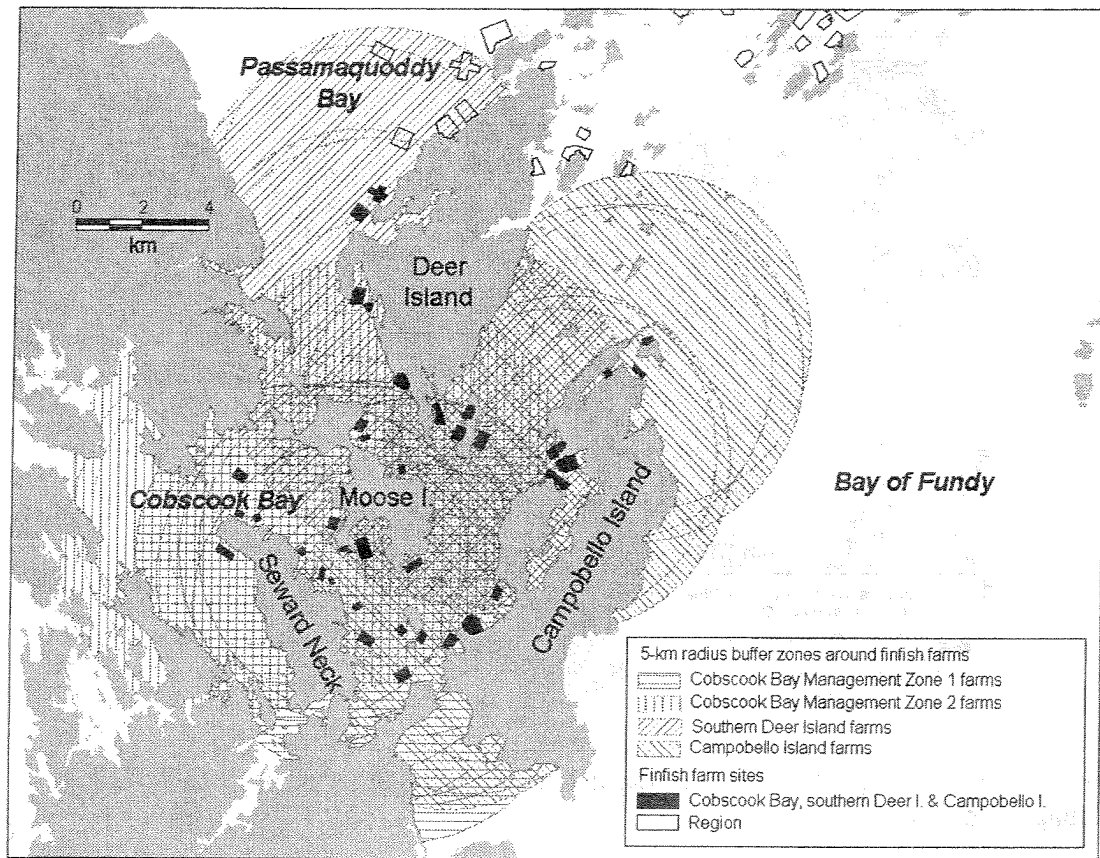 Passamaquoddy
Bay
0 2 4
km
Deer
Island
Cobscook Bay
Moose I.
Seward Neck
Campobello Island
Bay of Fundy
5-km radius buffer zones around finfish farms
Cobscook Bay Management Zone 1 farms
Cobscook Bay Management Zone 2 farms
Southern Deer Island farms
Campobello Island farms
Finfish farm sites
Cobscook Bay, southern Deer I. & Campobello I.
Region